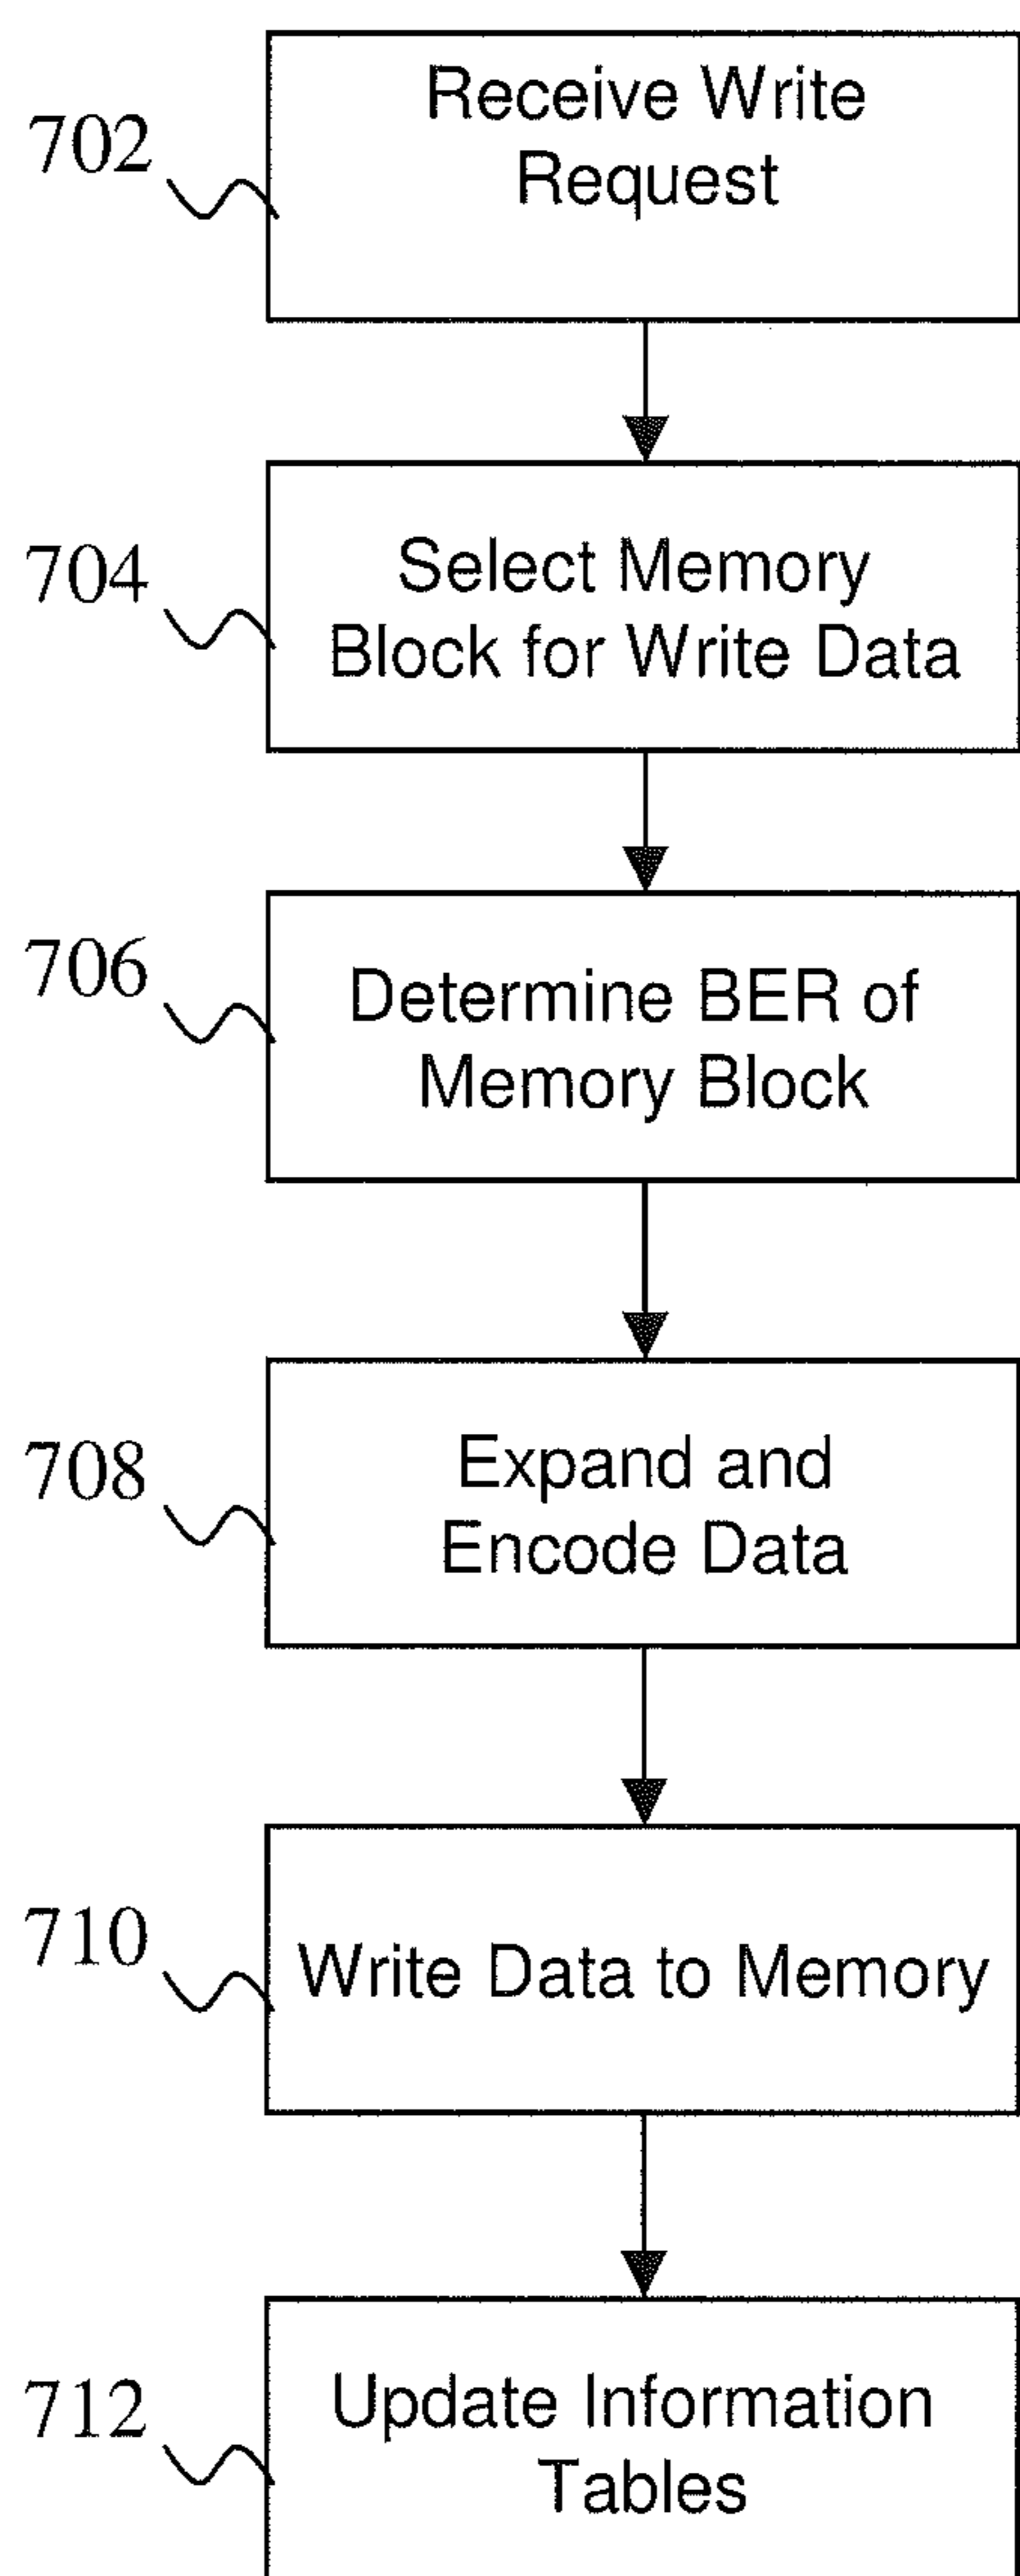 702
Receive Write
Request
704
Select Memory
Block for Write Data
706
Determine BER of
Memory Block
708
Expand and
Encode Data
710
Write Data to Memory
712
Update Information
Tables